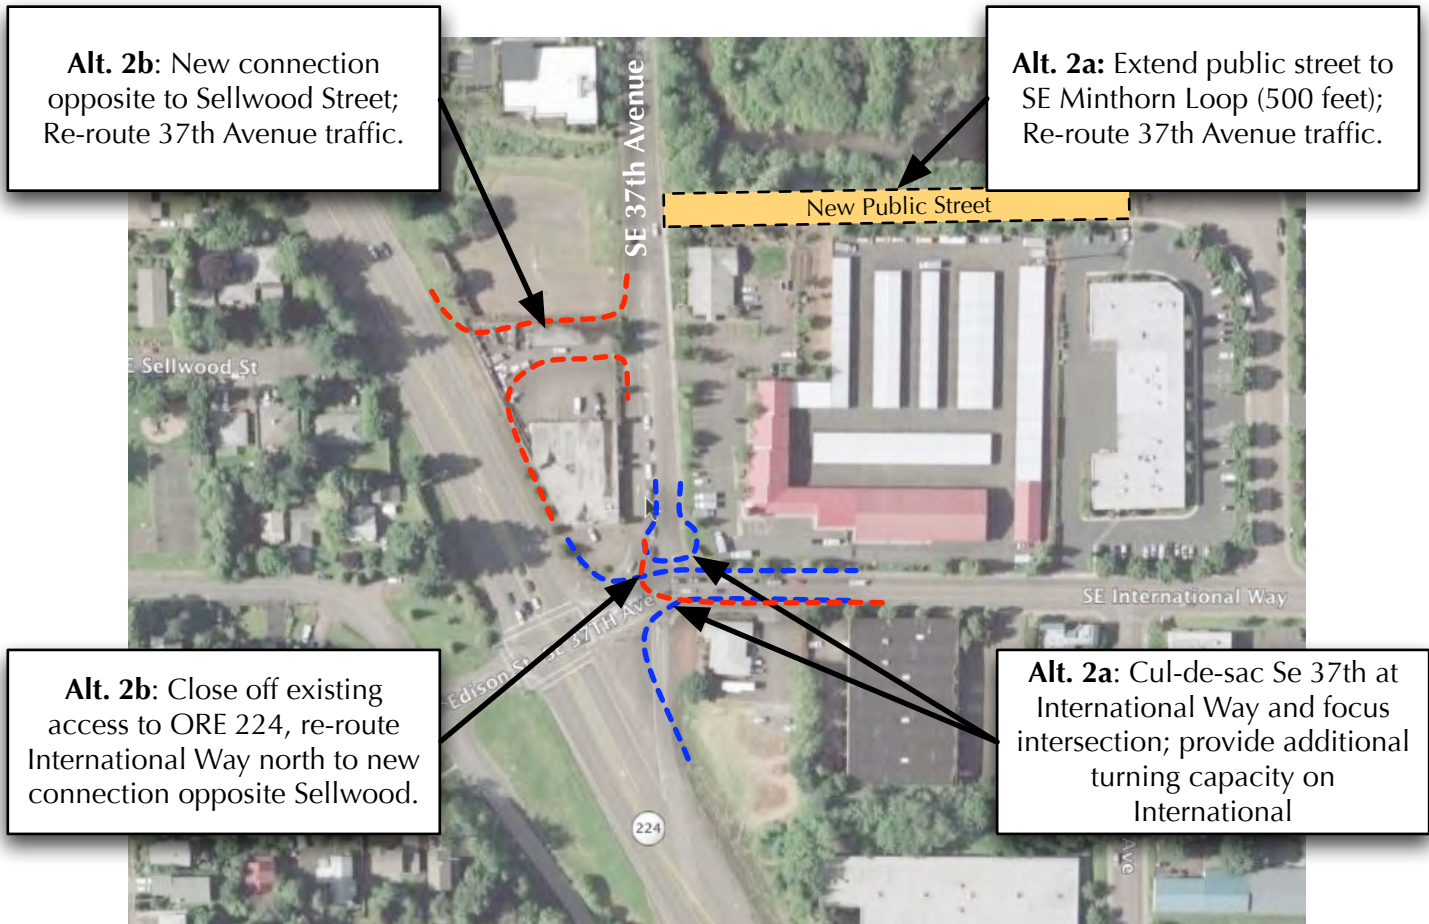 Alt. 2b: New connection
opposite to Sellwood Street;
Re-route 37th Avenue traffic.
Alt. 2a: Extend public street to
SE Minthorn Loop (500 feet);
Re-route 37th Avenue traffic.
SE 37th Avenue
New Public Street
E Sellwood St
SE International Way
SE 37TH Ave
Edison St
Alt. 2b: Close off existing
access to ORE 224, re-route
International Way north to new
connection opposite Sellwood.
Alt. 2a: Cul-de-sac Se 37th at
International Way and focus
intersection; provide additional
turning capacity on
International
224
Ave